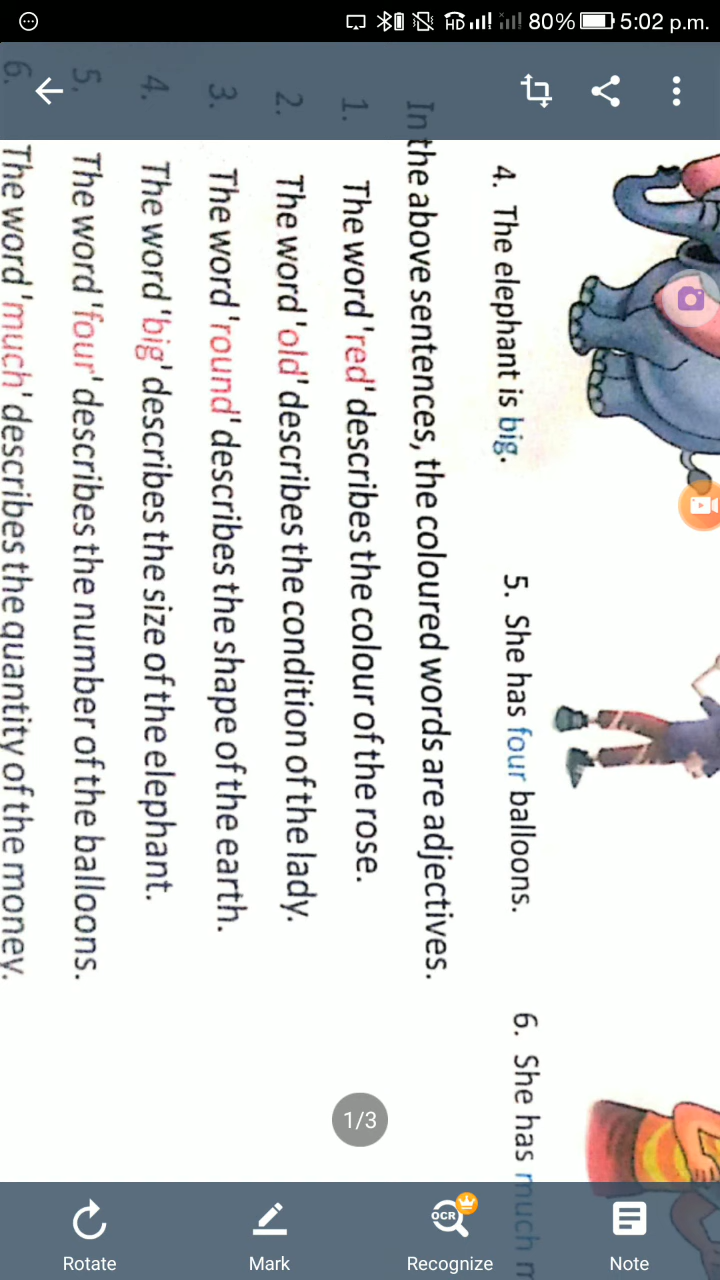 80% 5:02 p.m.
4. The elephant is big.
5. She has four balloons.
6. She has much
In the above sentences, the coloured words are adjectives.
1. The word 'red' describes the colour of the rose.
2. The word 'old' describes the condition of the lady.
3. The word 'round' describes the shape of the earth.
4. The word 'big' describes the size of the elephant.
5. The word 'four' describes the number of the balloons.
6. The word 'much' describes the quantity of the money.
1/3
Rotate
Mark
OCR
Recognize
Note